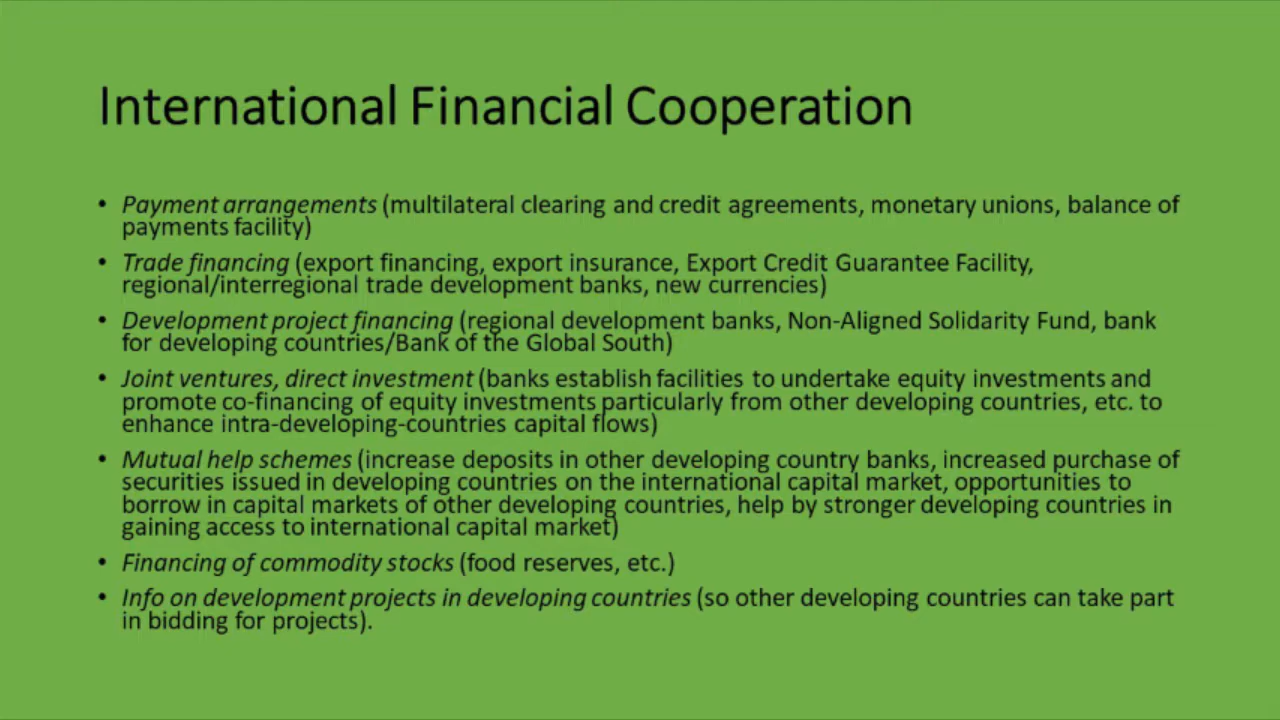 International Financial Cooperation
• Payment arrangements (multilateral clearing and credit agreements, monetary unions, balance of
payments facility)
• Trade financing (export financing, export insurance, Export Credit Guarantee Facility,
regional/interregional trade development banks, new currencies)
• Development project financing (regional development banks, Non-Aligned Solidarity Fund, bank
for developing countries/Bank of the Global South)
• Joint ventures, direct investment (banks establish facilities to undertake equity investments and
promote co-financing of equity investments particularly from other developing countries, etc. to
enhance intra-developing-countries capital flows)
• Mutual help schemes (increase deposits in other developing country banks, increased purchase of
securities issued in developing countries on the international capital market, opportunities to
borrow in capital markets of other developing countries, help by stronger developing countries in
gaining access to international capital market)
• Financing of commodity stocks (food reserves, etc.)
• Info on development projects in developing countries (so other developing countries can take part
in bidding for projects).